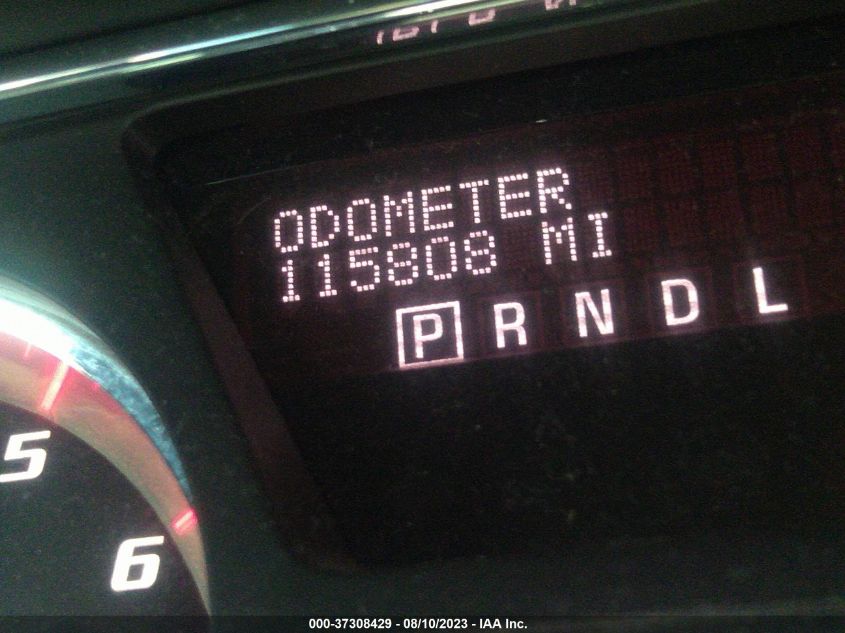 ODOMETER
115808 MI
P R N D L
5
6
000-37308429 - 08/10/2023 - IAA Inc.